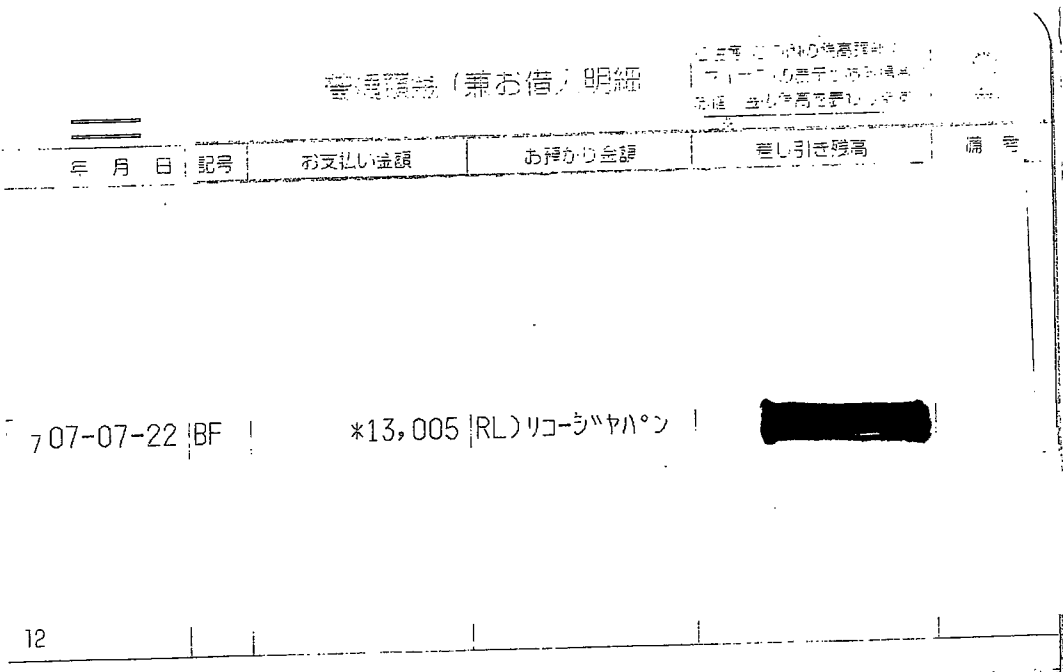 普通預金(兼お借入明細
年 月 日 記号 お支払い金額 お預かり金額 差し引き残高 備 考
7 07-07-22 BF *13,005 RL)リコージヤパン
12